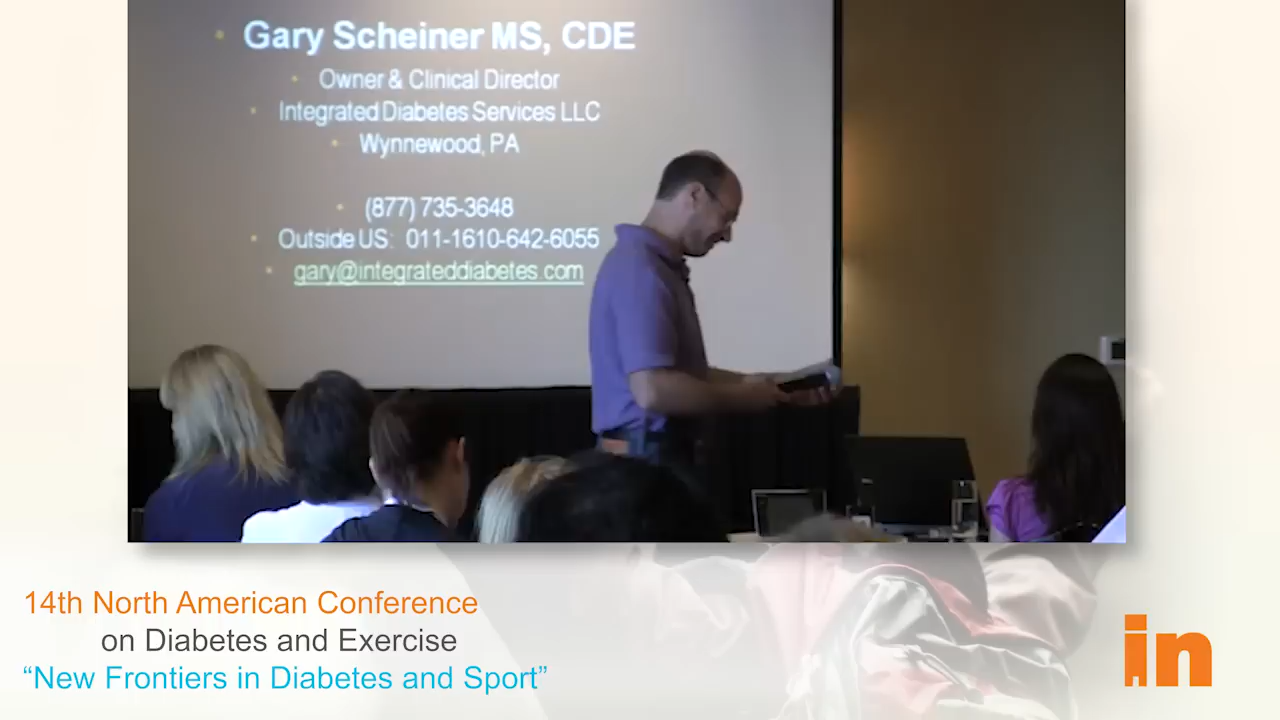 Gary Scheiner MS, CDE
Owner & Clinical Director
Integrated Diabetes Services LLC
Wynnewood, PA
(877) 735-3648
Outside US: 011-1610-642-6055
gary@integrateddiabetes.com
14th North American Conference
on Diabetes and Exercise
“New Frontiers in Diabetes and Sport”
in